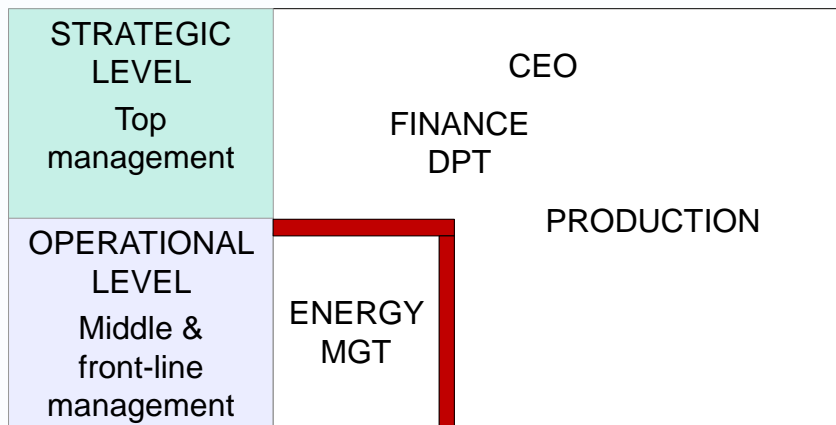 STRATEGIC
LEVEL
Top
management
CEO
FINANCE
DPT
PRODUCTION
OPERATIONAL
LEVEL
Middle &
front-line
management
ENERGY
MGT